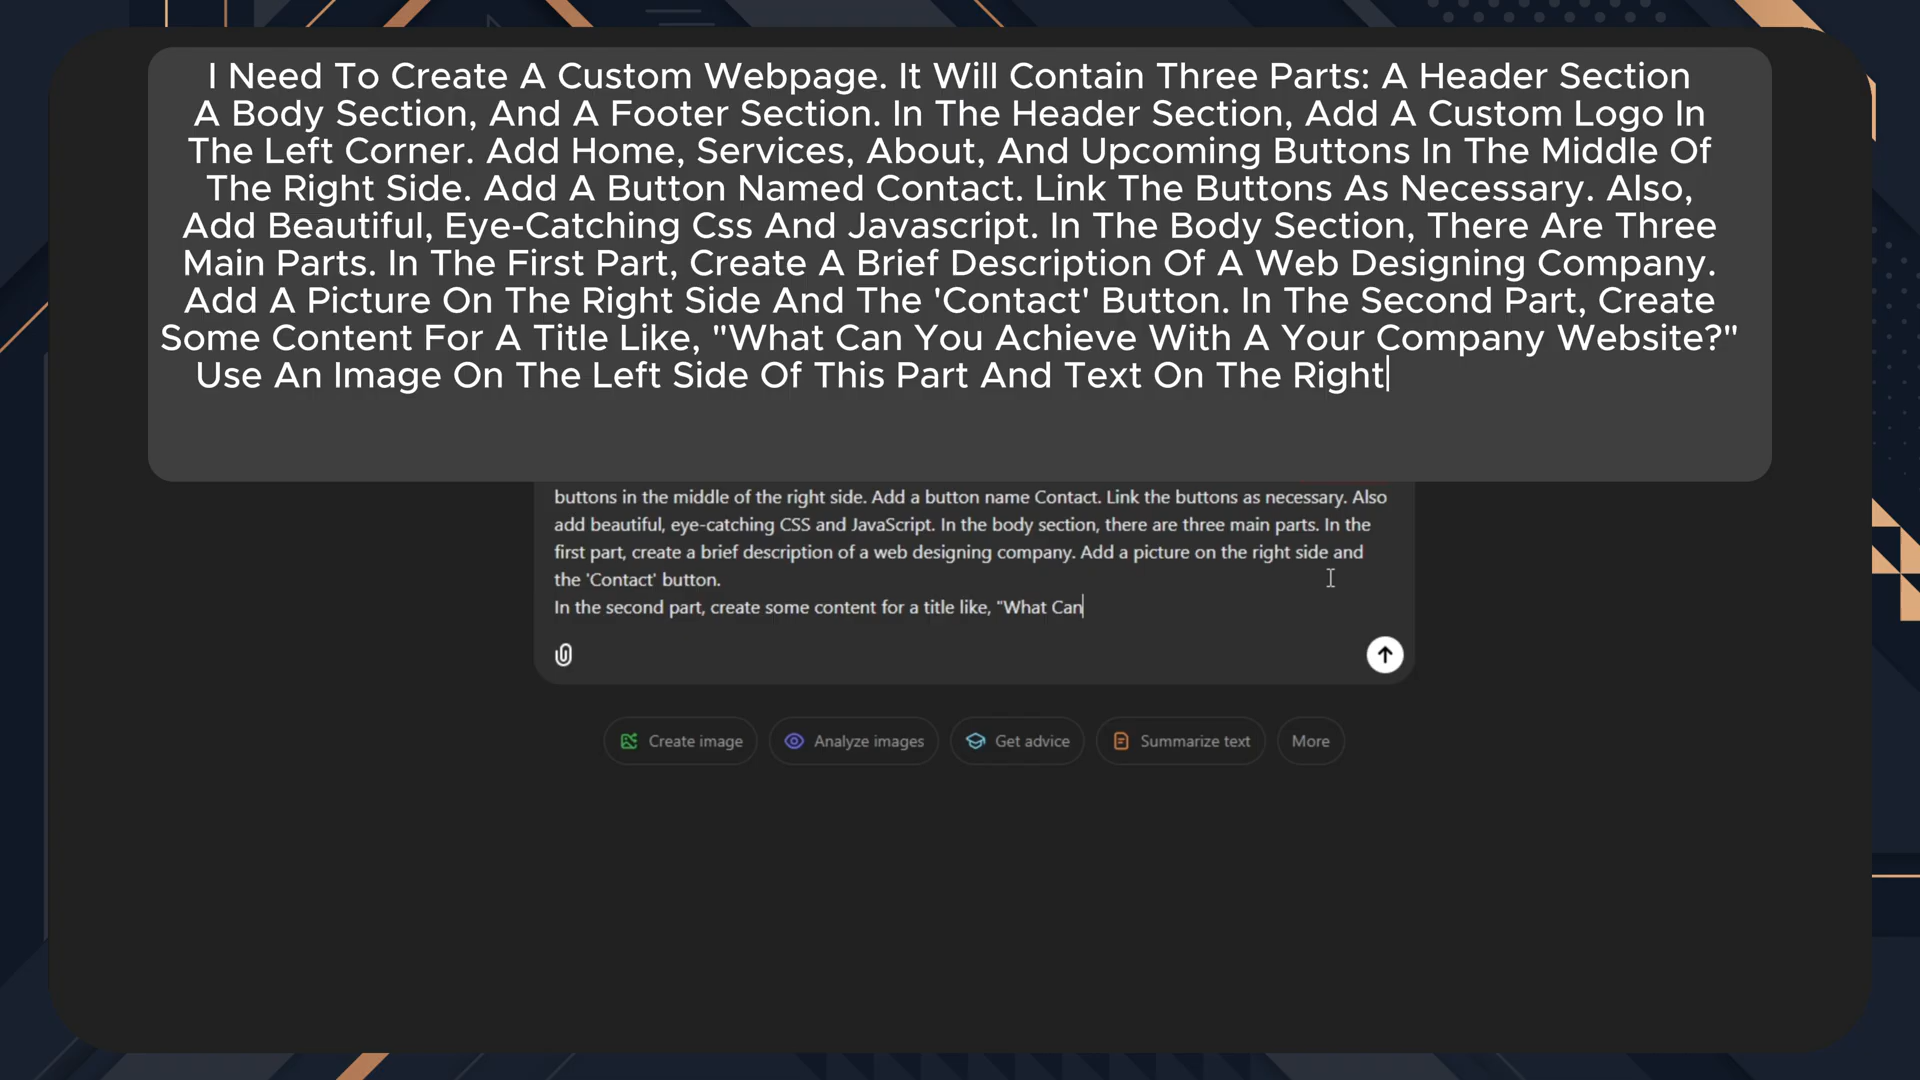 I Need To Create A Custom Webpage. It Will Contain Three Parts: A Header Section
A Body Section, And A Footer Section. In The Header Section, Add A Custom Logo In
The Left Corner. Add Home, Services, About, And Upcoming Buttons In The Middle Of
The Right Side. Add A Button Named Contact. Link The Buttons As Necessary. Also,
Add Beautiful, Eye-Catching Css And Javascript. In The Body Section, There Are Three
Main Parts. In The First Part, Create A Brief Description Of A Web Designing Company.
Add A Picture On The Right Side And The 'Contact' Button. In The Second Part, Create
Some Content For A Title Like, "What Can You Achieve With A Your Company Website?"
Use An Image On The Left Side Of This Part And Text On The Right
buttons in the middle of the right side. Add a button name Contact. Link the buttons as necessary. Also
add beautiful, eye-catching CSS and JavaScript. In the body section, there are three main parts. In the
first part, create a brief description of a web designing company. Add a picture on the right side and
the 'Contact' button.
In the second part, create some content for a title like, "What Can
Create image
Analyze images
Get advice
Summarize text
More